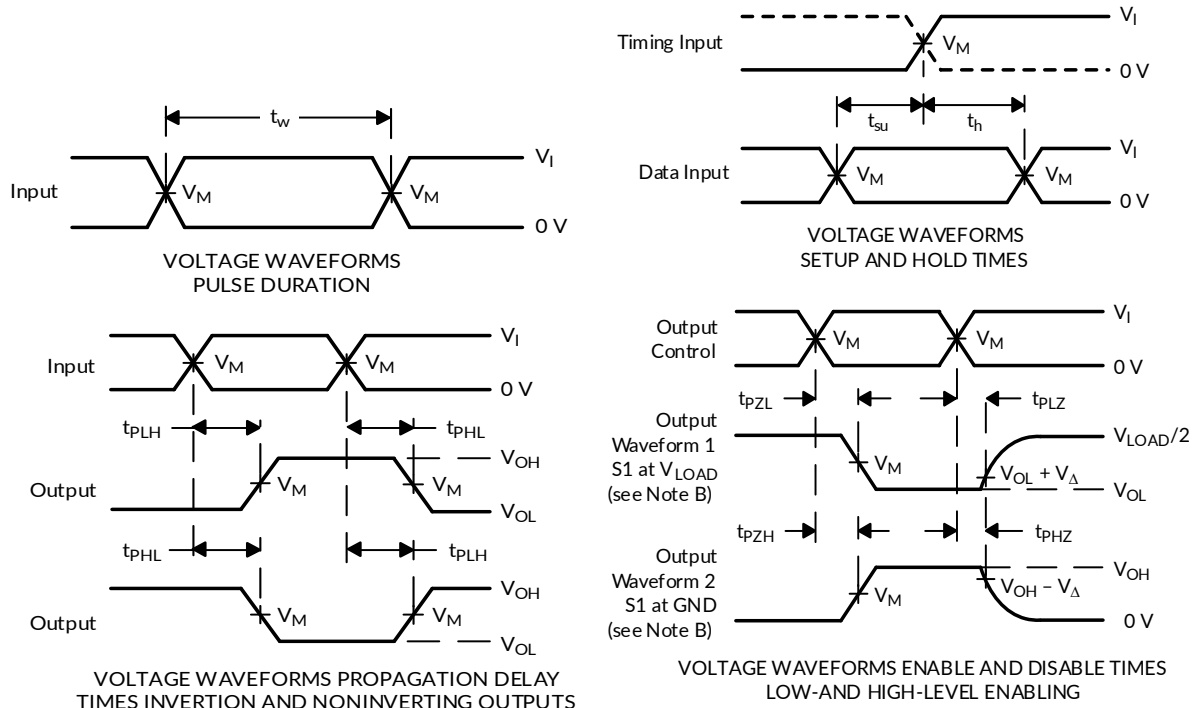 t_w
Input
V_M
V_M
V_I
0 V
VOLTAGE WAVEFORMS
PULSE DURATION
Timing Input
V_M
V_I
0 V
t_su
t_h
Data Input
V_M
V_M
V_I
0 V
VOLTAGE WAVEFORMS
SETUP AND HOLD TIMES
Input
V_M
V_M
V_I
0 V
t_PLH
t_PHL
Output
V_M
V_M
V_OH
V_OL
t_PHL
t_PLH
Output
V_M
V_M
V_OH
V_OL
VOLTAGE WAVEFORMS PROPAGATION DELAY
TIMES INVERTION AND NONINVERTING OUTPUTS
Output
Control
V_M
V_M
V_I
0 V
t_PZL
t_PLZ
Output
Waveform 1
S1 at V_LOAD
(see Note B)
V_M
V_OL + V_Δ
V_LOAD/2
V_OL
t_PZH
t_PHZ
Output
Waveform 2
S1 at GND
(see Note B)
V_M
V_OH – V_Δ
V_OH
0 V
VOLTAGE WAVEFORMS ENABLE AND DISABLE TIMES
LOW-AND HIGH-LEVEL ENABLING